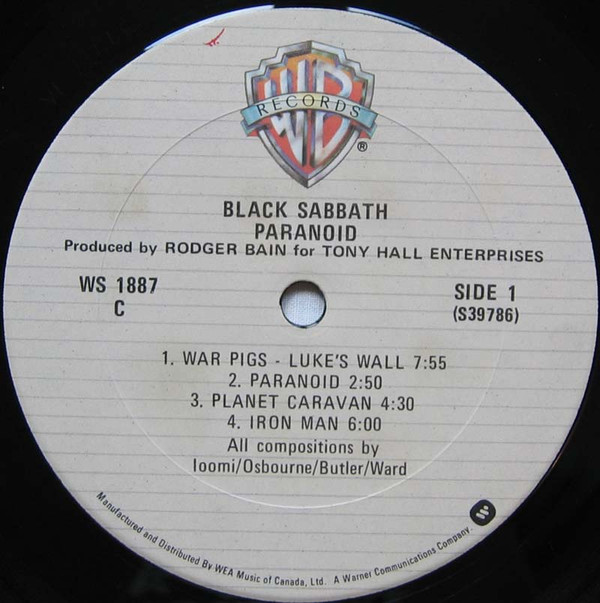 WB
RECORDS
®
BLACK SABBATH
PARANOID
Produced by RODGER BAIN for TONY HALL ENTERPRISES
WS 1887
C
SIDE 1
(S39786)
1. WAR PIGS - LUKE'S WALL 7:55
2. PARANOID 2:50
3. PLANET CARAVAN 4:30
4. IRON MAN 6:00
All compositions by
Ioomi/Osbourne/Butler/Ward
Manufactured and Distributed By WEA Music of Canada, Ltd. A Warner Communications Company.